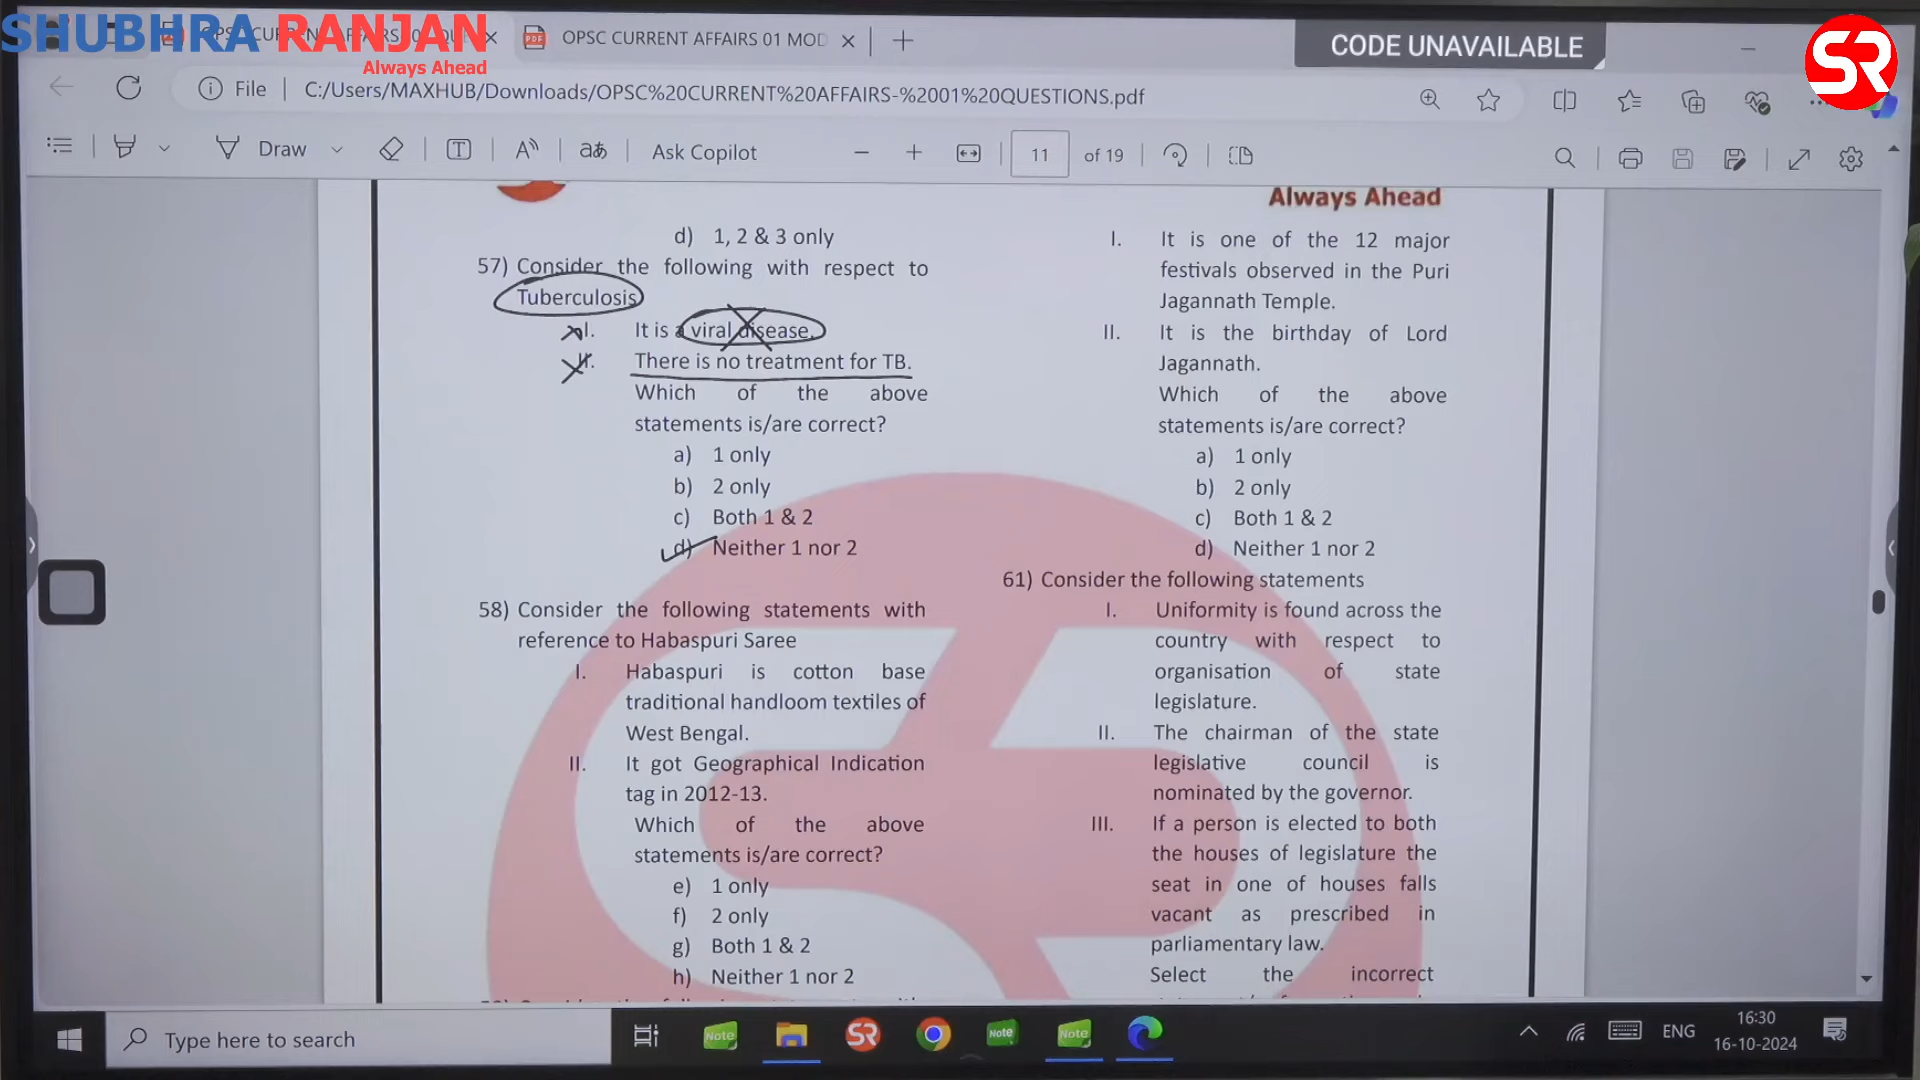 SHUBHRA RANJAN
Always Ahead
OPSC CURRENT AFFAIRS 01 MOD
CODE UNAVAILABLE
SR
File
C:/Users/MAXHUB/Downloads/OPSC%20CURRENT%20AFFAIRS-%2001%20QUESTIONS.pdf
Draw
Ask Copilot
11 of 19
Always Ahead
d) 1, 2 & 3 only
57) Consider the following with respect to
Tuberculosis
I. It is a viral disease.
II. There is no treatment for TB.
Which of the above
statements is/are correct?
a) 1 only
b) 2 only
c) Both 1 & 2
d) Neither 1 nor 2
58) Consider the following statements with
reference to Habaspuri Saree
I. Habaspuri is cotton base
traditional handloom textiles of
West Bengal.
II. It got Geographical Indication
tag in 2012-13.
Which of the above
statements is/are correct?
e) 1 only
f) 2 only
g) Both 1 & 2
h) Neither 1 nor 2
I. It is one of the 12 major
festivals observed in the Puri
Jagannath Temple.
II. It is the birthday of Lord
Jagannath.
Which of the above
statements is/are correct?
a) 1 only
b) 2 only
c) Both 1 & 2
d) Neither 1 nor 2
61) Consider the following statements
I. Uniformity is found across the
country with respect to
organisation of state
legislature.
II. The chairman of the state
legislative council is
nominated by the governor.
III. If a person is elected to both
the houses of legislature the
seat in one of houses falls
vacant as prescribed in
parliamentary law.
Select the incorrect
Type here to search
Note
SR
Note
Note
ENG
16:30
16-10-2024